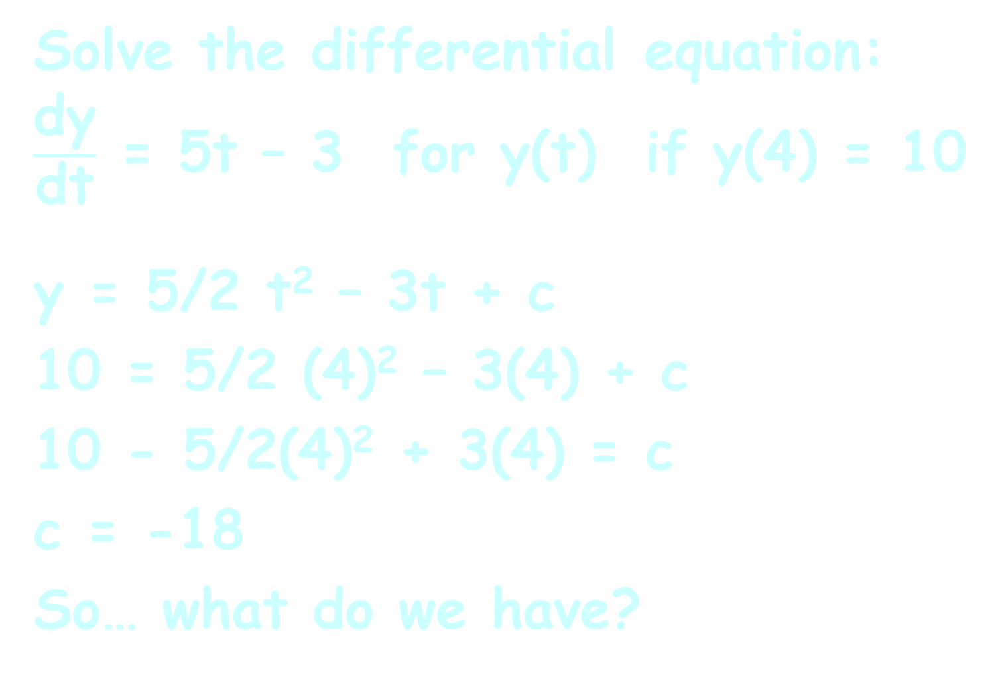 Solve the differential equation:
dy/dt = 5t – 3 for y(t) if y(4) = 10
y = 5/2 t² – 3t + c
10 = 5/2 (4)² – 3(4) + c
10 - 5/2(4)² + 3(4) = c
c = -18
So… what do we have?